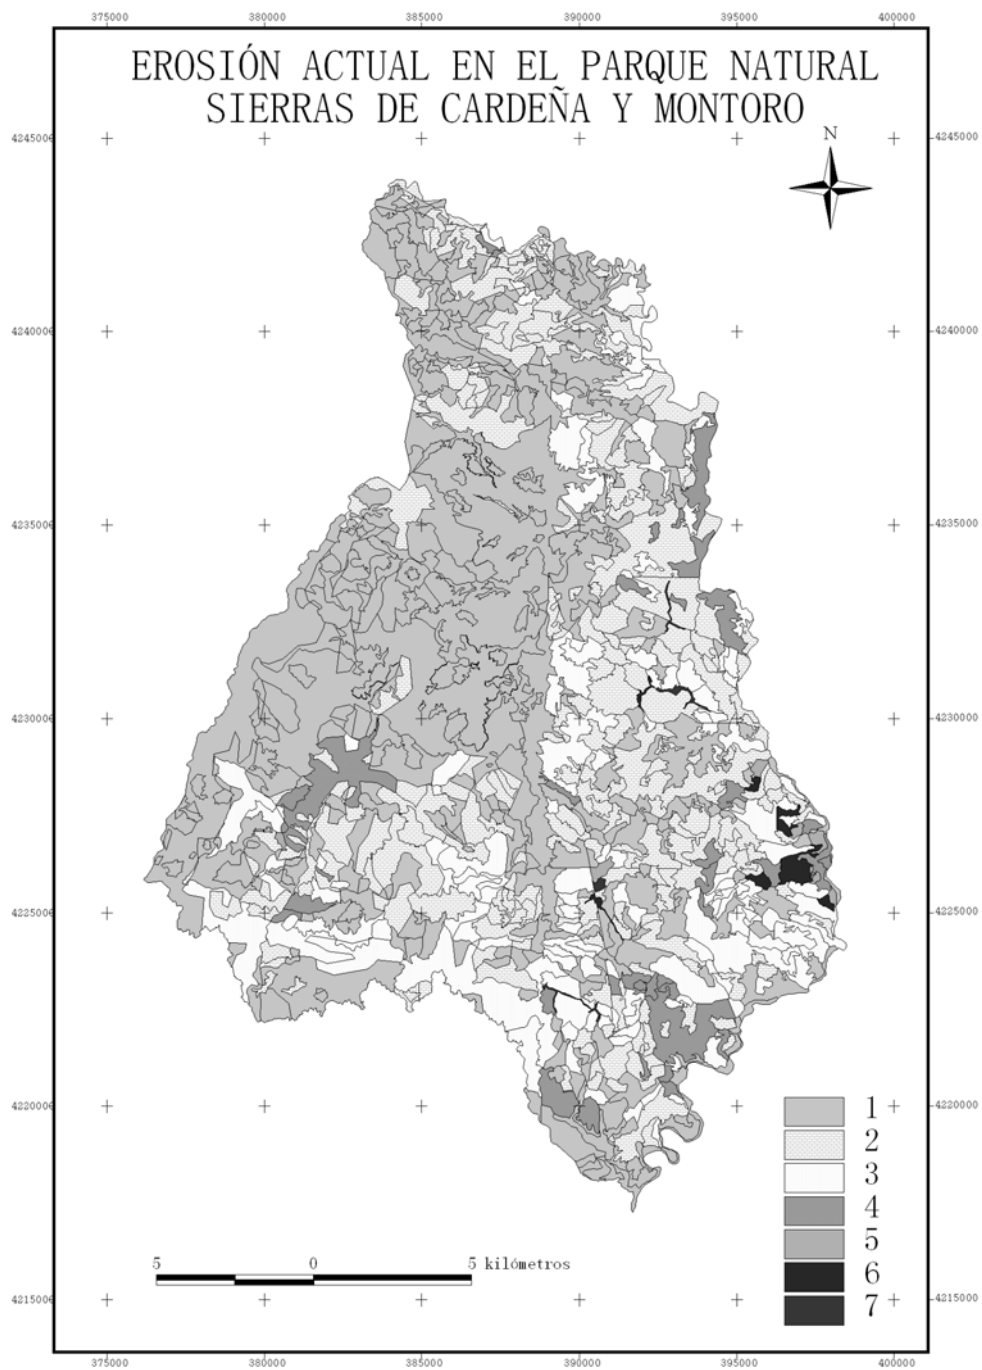 375000 380000 385000 390000 395000 400000
EROSIÓN ACTUAL EN EL PARQUE NATURAL
SIERRAS DE CARDEÑA Y MONTORO
4245000 4245000
N
4240000 4240000
4235000 4235000
4230000 4230000
4225000 4225000
4220000 4220000
1
2
3
4
5
6
7
5 0 5 kilómetros
4215000 4215000
375000 380000 385000 390000 395000 400000